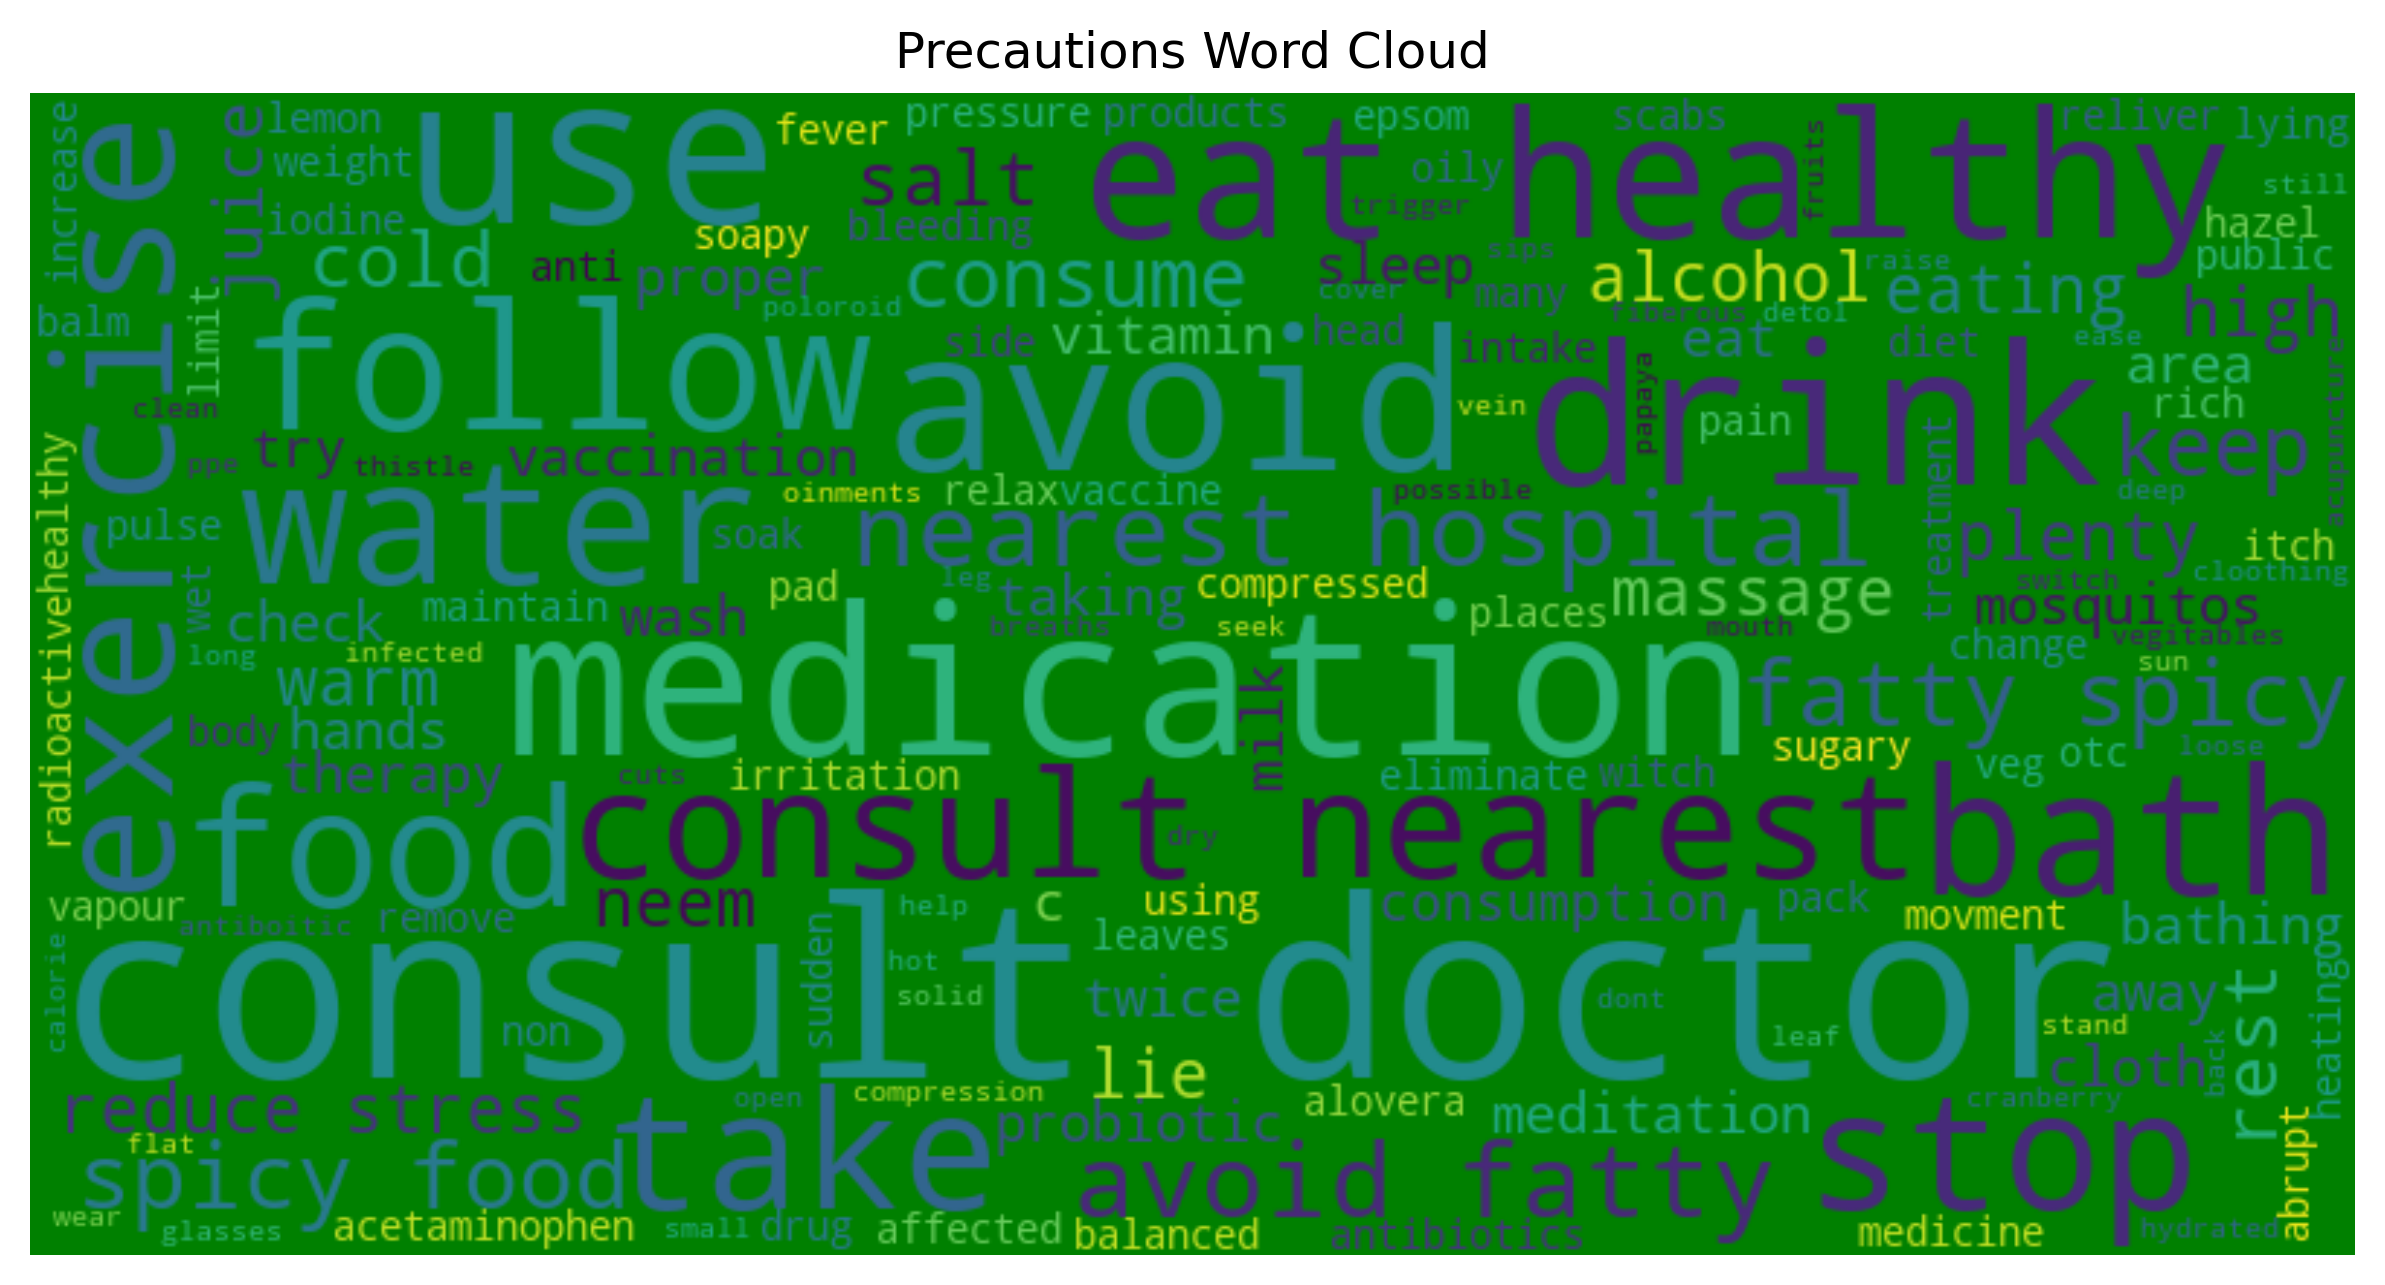 Precautions Word Cloud
increase
exercise
juice
lemon
weight
iodine
use
fever
pressure
products
epsom
scabs
reliver
lying
salt
eat healthy
oily
fruits
trigger
still
hazel
bleeding
soapy
cold
anti
proper
consume
sleep
sips
alcohol
raise
public
eating
cover
many
high
balm
limit
poloroid
fiberous
detol
follow
side
vitamin
head
intake
eat
diet
ease
avoid
drink
area
papaya
rich
clean
vein
pain
keep
acupuncture
try
thistle
vaccination
ppe
radioactivehealthy
treatment
water
oinments
relax
vaccine
possible
deep
pulse
soak
nearest hospital
plenty
itch
wet
pad
leg
taking
compressed
massage
switch
cloothing
check
maintain
wash
breaths
seek
places
mouth
mosquitos
change
vegitables
long
infected
medication
sun
warm
milk
fatty spicy
body
hands
sugary
veg
otc
loose
therapy
cuts
irritation
eliminate
witch
food
consult nearest
bath
dry
neem
vapour
antiboitic
remove
help
c
using
consumption
pack
movment
bathing
calorie
consult doctor
sudden
hot
leaves
solid
twice
non
dont
leaf
away
stand
rest
heating
cloth
back
reduce stress
open
compression
lie
alovera
meditation
cranberry
take
probiotic
stop
abrupt
flat
spicy food
avoid fatty
wear
glasses
acetaminophen
small
drug
affected
balanced
antibiotics
medicine
hydrated